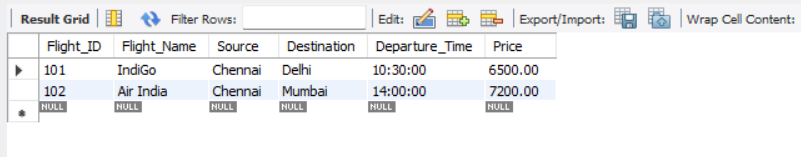 Result Grid Filter Rows: Edit: Export/Import: Wrap Cell Content:
Flight_ID Flight_Name Source Destination Departure_Time Price
101 IndiGo Chennai Delhi 10:30:00 6500.00
102 Air India Chennai Mumbai 14:00:00 7200.00
NULL NULL NULL NULL NULL NULL